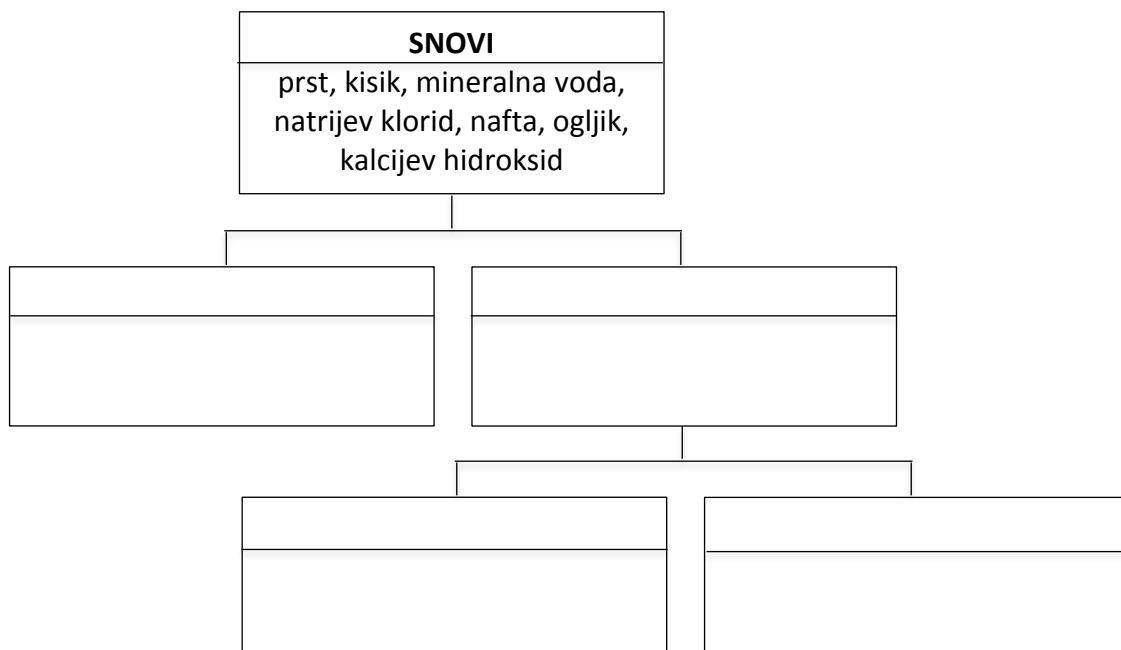 SNOVI
prst, kisik, mineralna voda,
natrijev klorid, nafta, ogljik,
kalcijev hidroksid